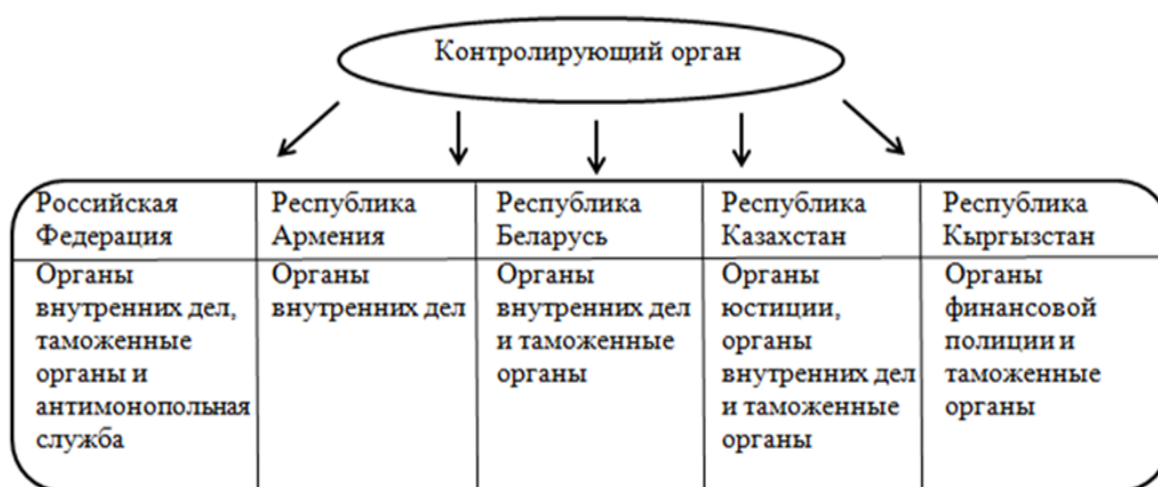 Контролирующий орган
Российская
Федерация
Республика
Армения
Республика
Беларусь
Республика
Казахстан
Республика
Кыргызстан
Органы
внутренних дел,
таможенные
органы и
антимонопольная
служба
Органы
внутренних дел
Органы
внутренних дел
и таможенные
органы
Органы
юстиции,
органы
внутренних дел
и таможенные
органы
Органы
финансовой
полиции и
таможенные
органы